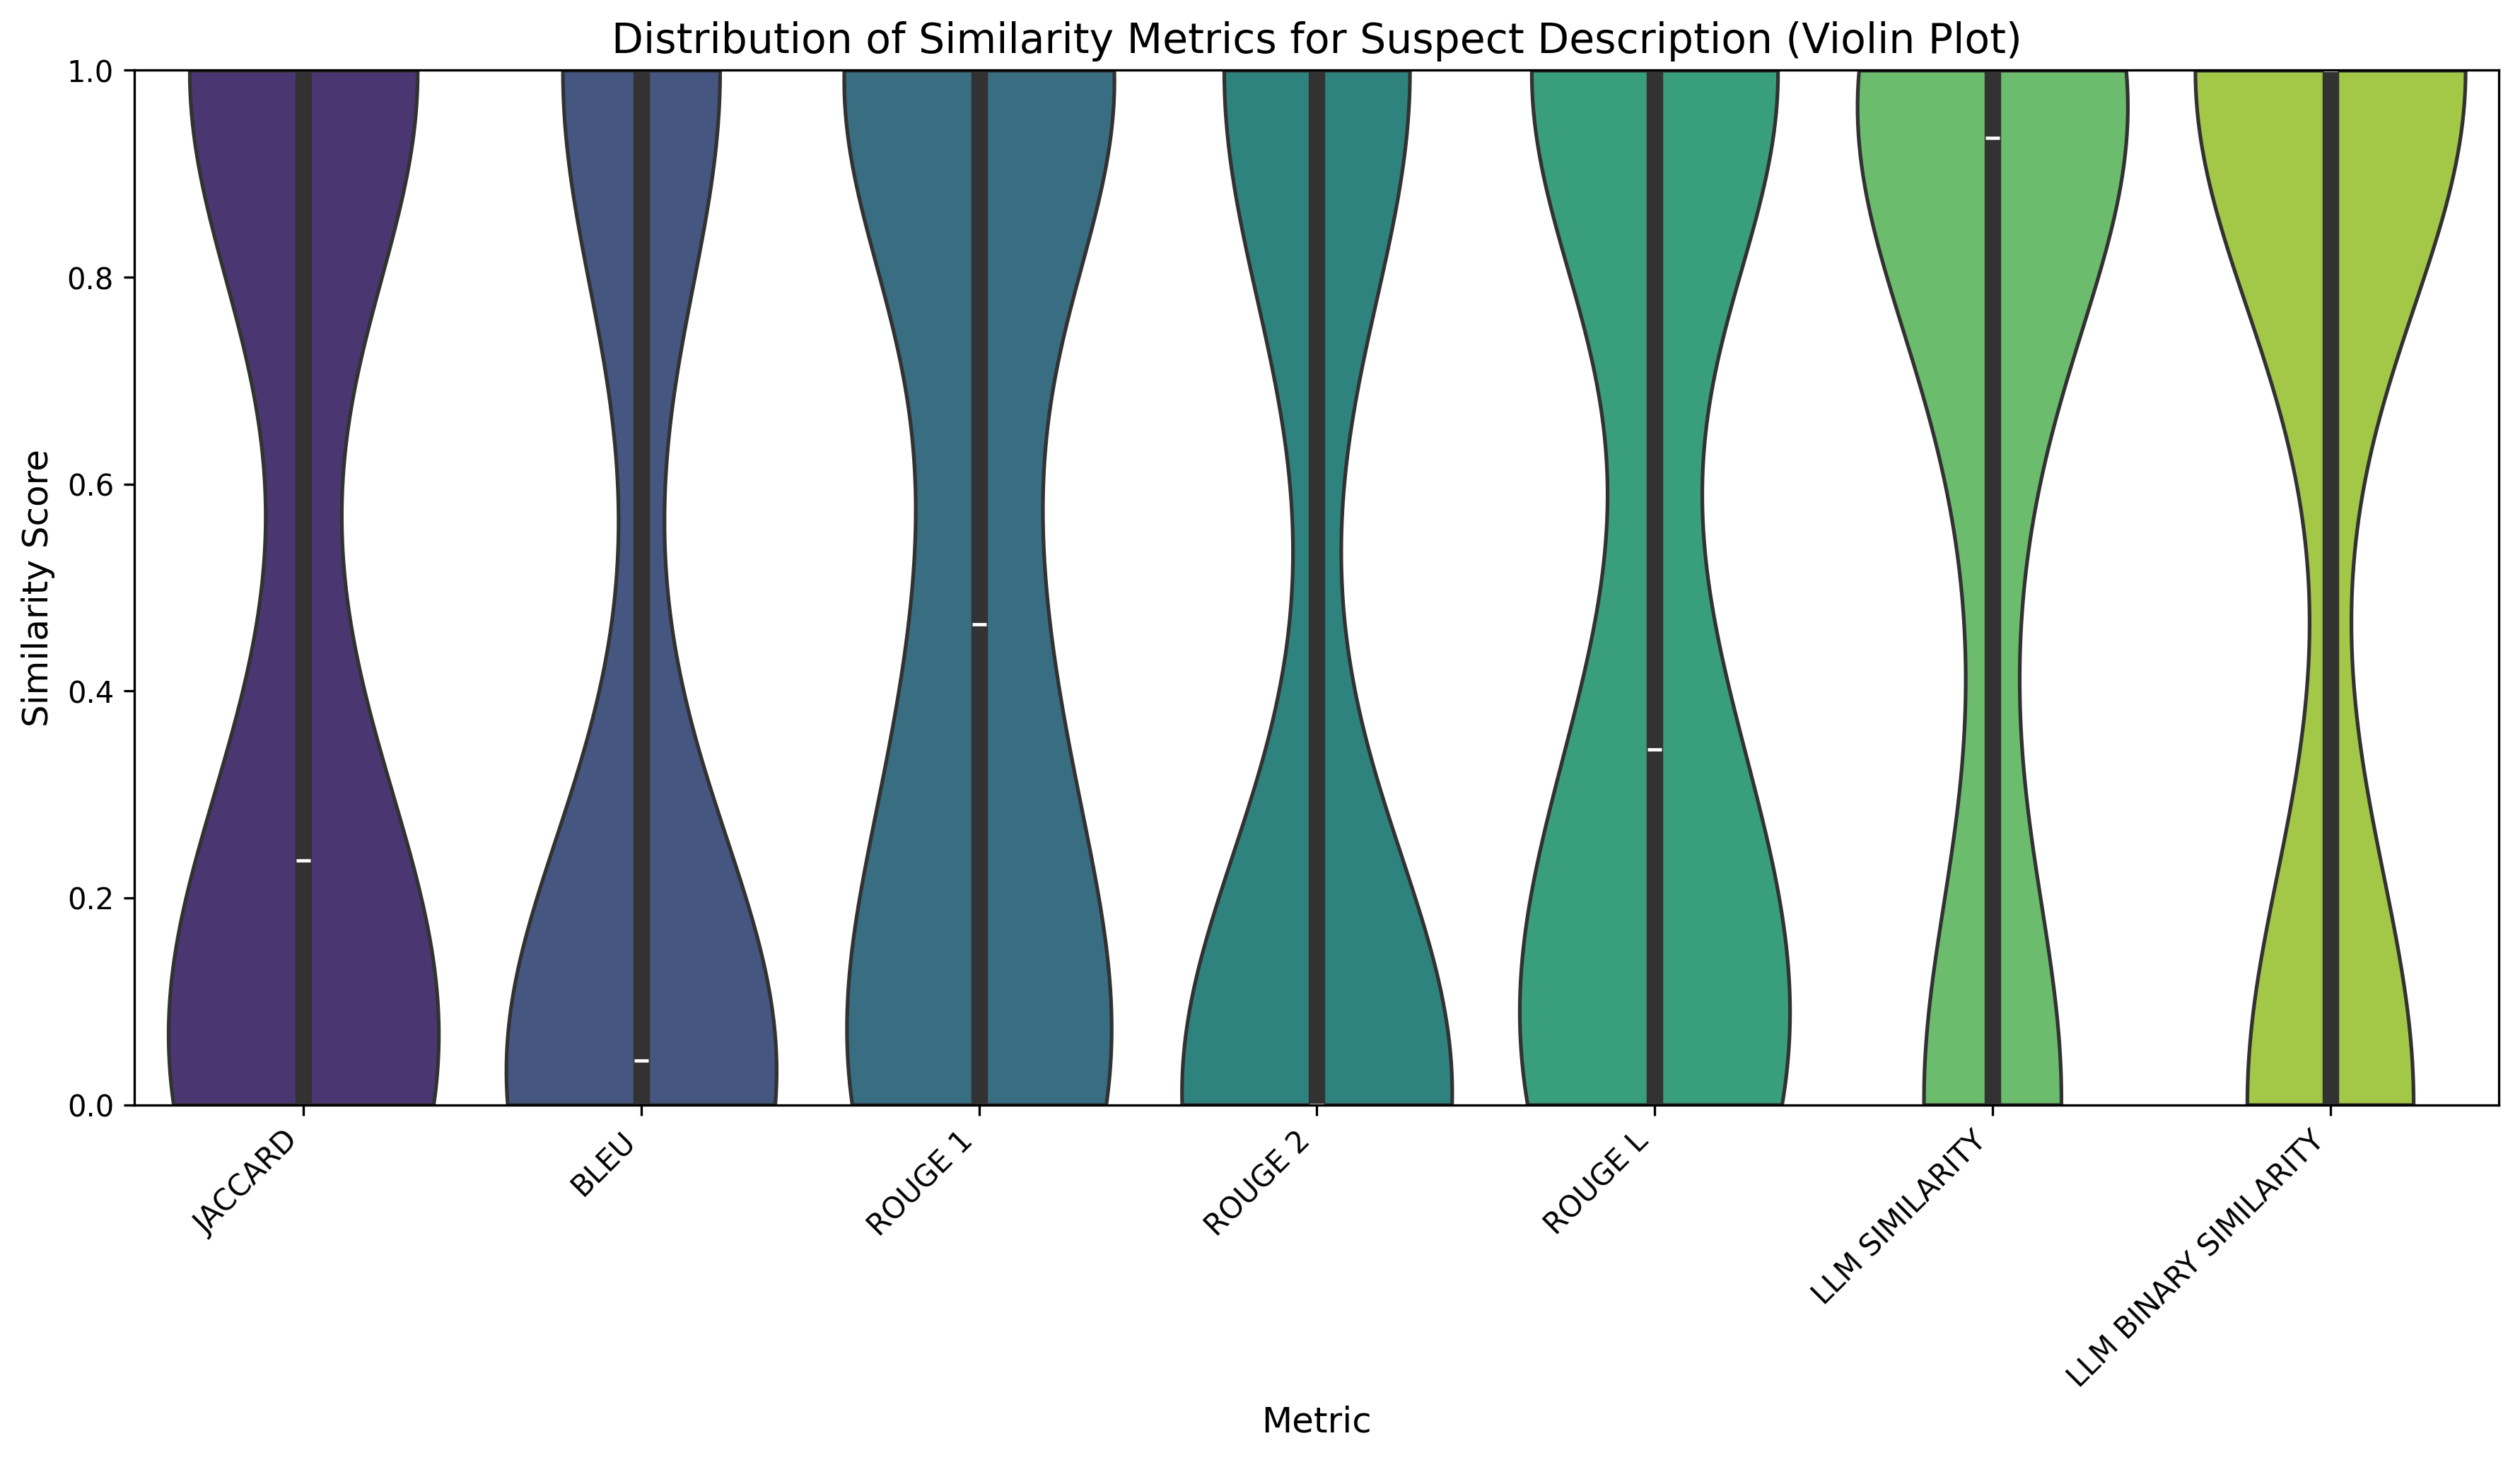 Distribution of Similarity Metrics for Suspect Description (Violin Plot)
Similarity Score
1.0
0.8
0.6
0.4
0.2
0.0
JACCARD
BLEU
ROUGE 1
ROUGE 2
ROUGE L
LLM SIMILARITY
LLM BINARY SIMILARITY
Metric